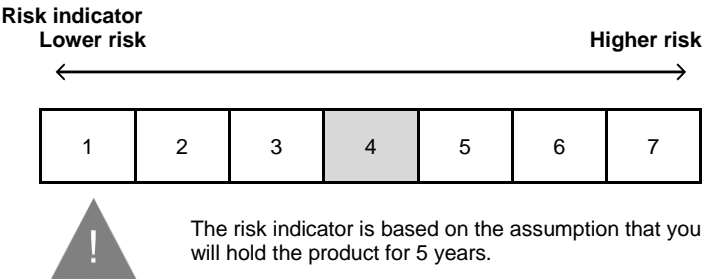 Risk indicator
Lower risk Higher risk
1 2 3 4 5 6 7
!
The risk indicator is based on the assumption that you
will hold the product for 5 years.